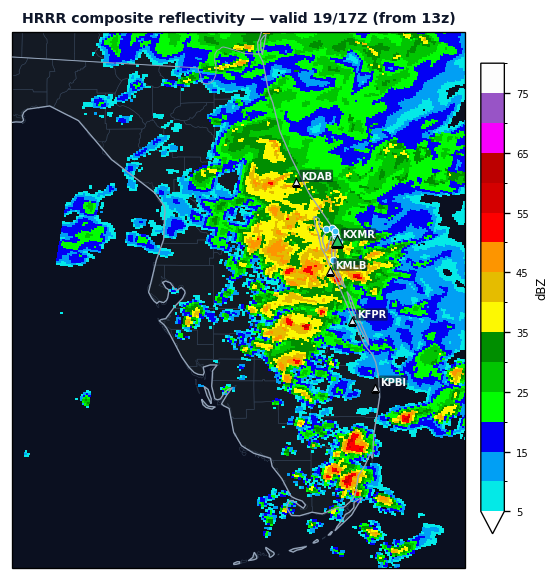 HRRR composite reflectivity — valid 19/17Z (from 13z)
75
65
KDAB
55
KXMR
45
KMLB
dBZ
KFPR
35
KPBI
25
15
5